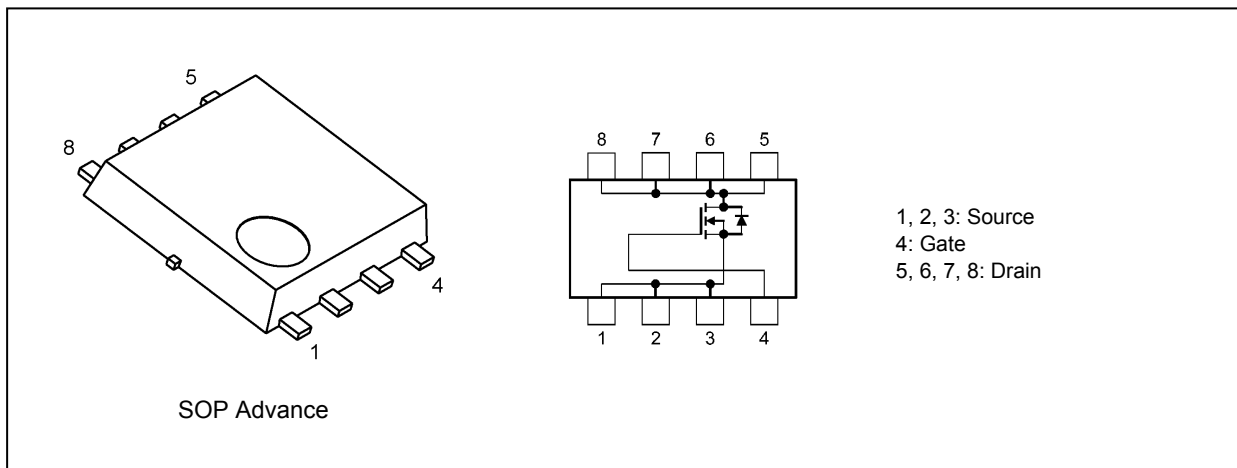 5
8
4
1
SOP Advance
8 7 6 5
1 2 3 4
1, 2, 3: Source
4: Gate
5, 6, 7, 8: Drain